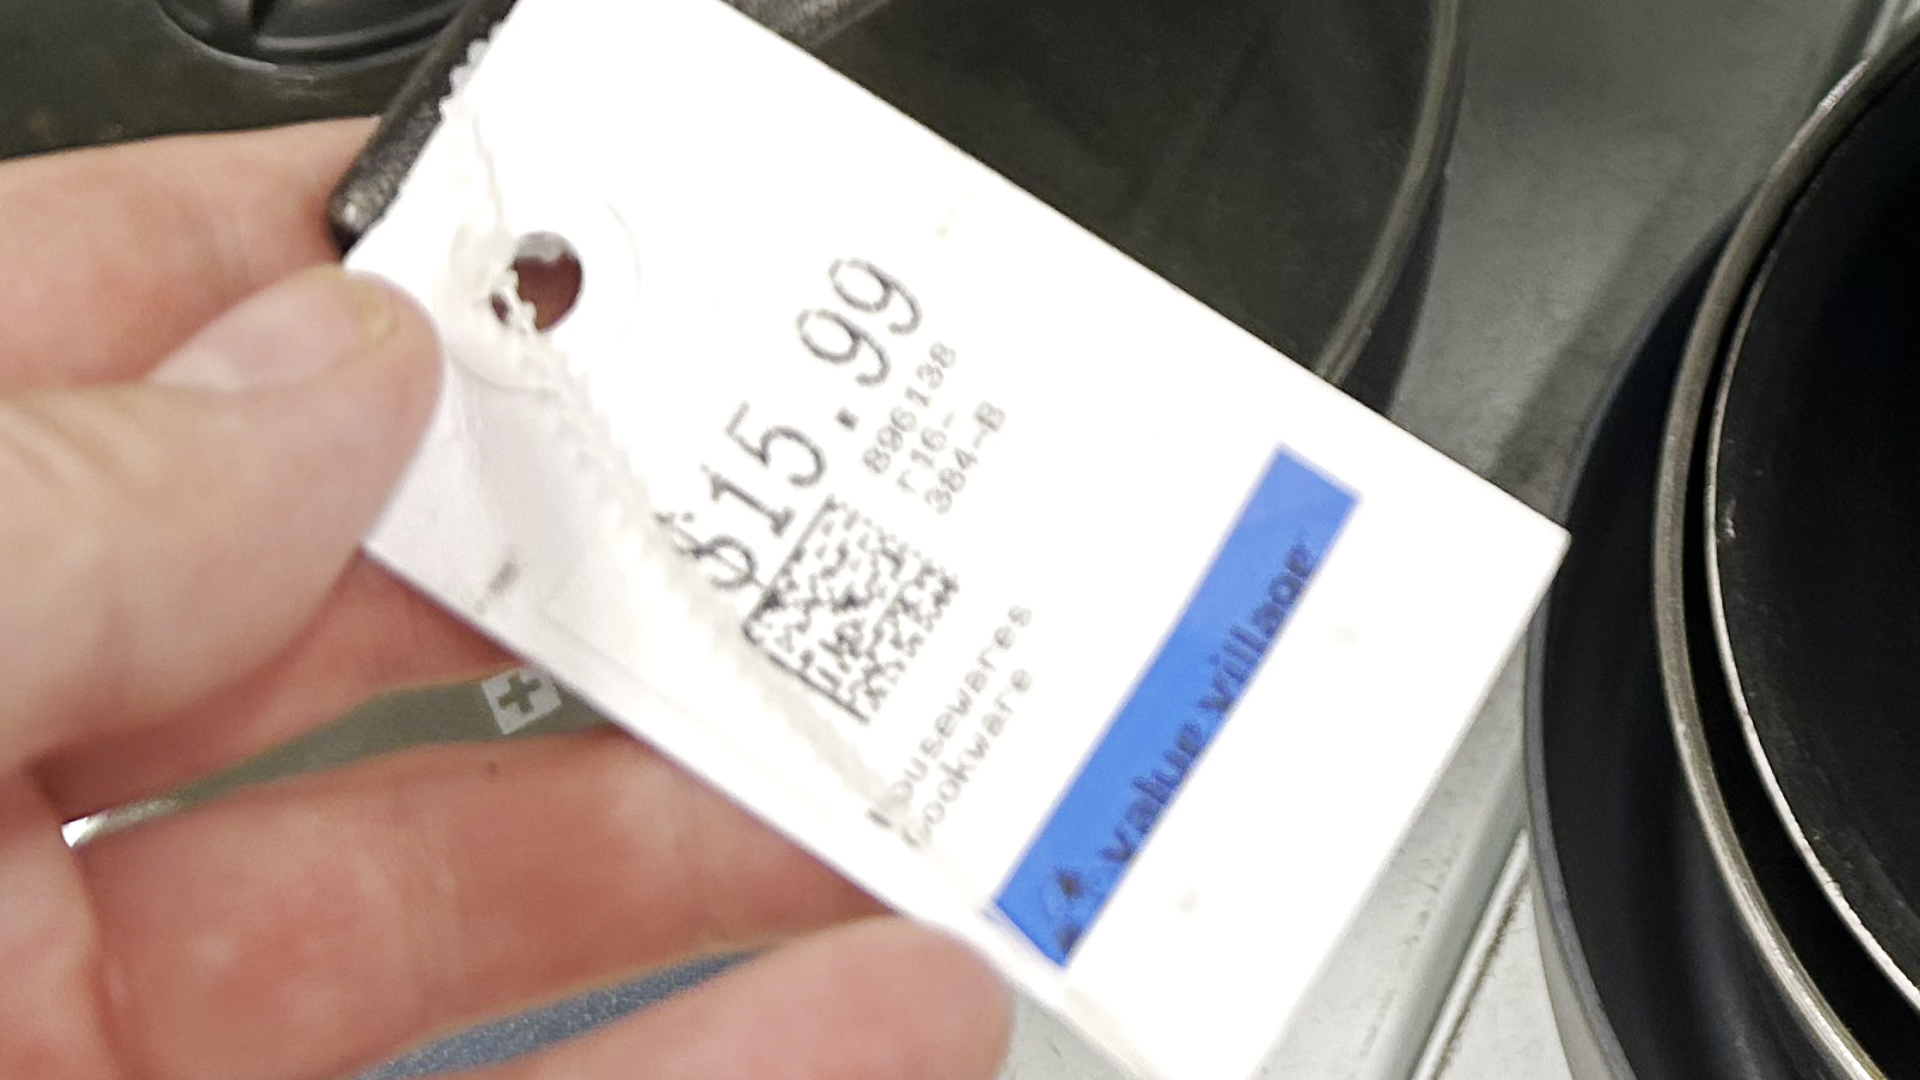 $15.99
896138
r16-
384-B
Housewares
Cookware
value village